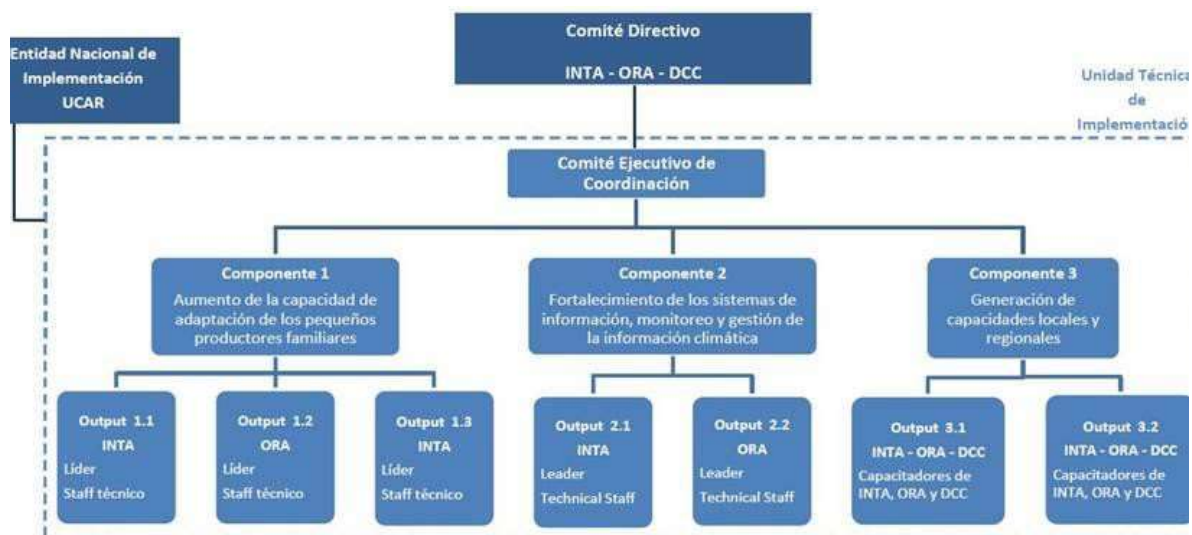 Comité Directivo
INTA - ORA - DCC
Entidad Nacional de
Implementación
UCAR
Unidad Técnica
de
Implementació
Comité Ejecutivo de
Coordinación
Componente 1
Aumento de la capacidad de
adaptación de los pequeños
productores familiares
Componente 2
Fortalecimiento de los sistemas de
información, monitoreo y gestión de
la información climática
Componente 3
Generación de
capacidades locales y
regionales
Output 1.1
INTA
Líder
Staff técnico
Output 1.2
ORA
Líder
Staff técnico
Output 1.3
INTA
Líder
Staff técnico
Output 2.1
INTA
Leader
Technical Staff
Output 2.2
ORA
Leader
Technical Staff
Output 3.1
INTA - ORA - DCC
Capacitadores de
INTA, ORA y DCC
Output 3.2
INTA - ORA - DCC
Capacitadores de
INTA, ORA y DCC